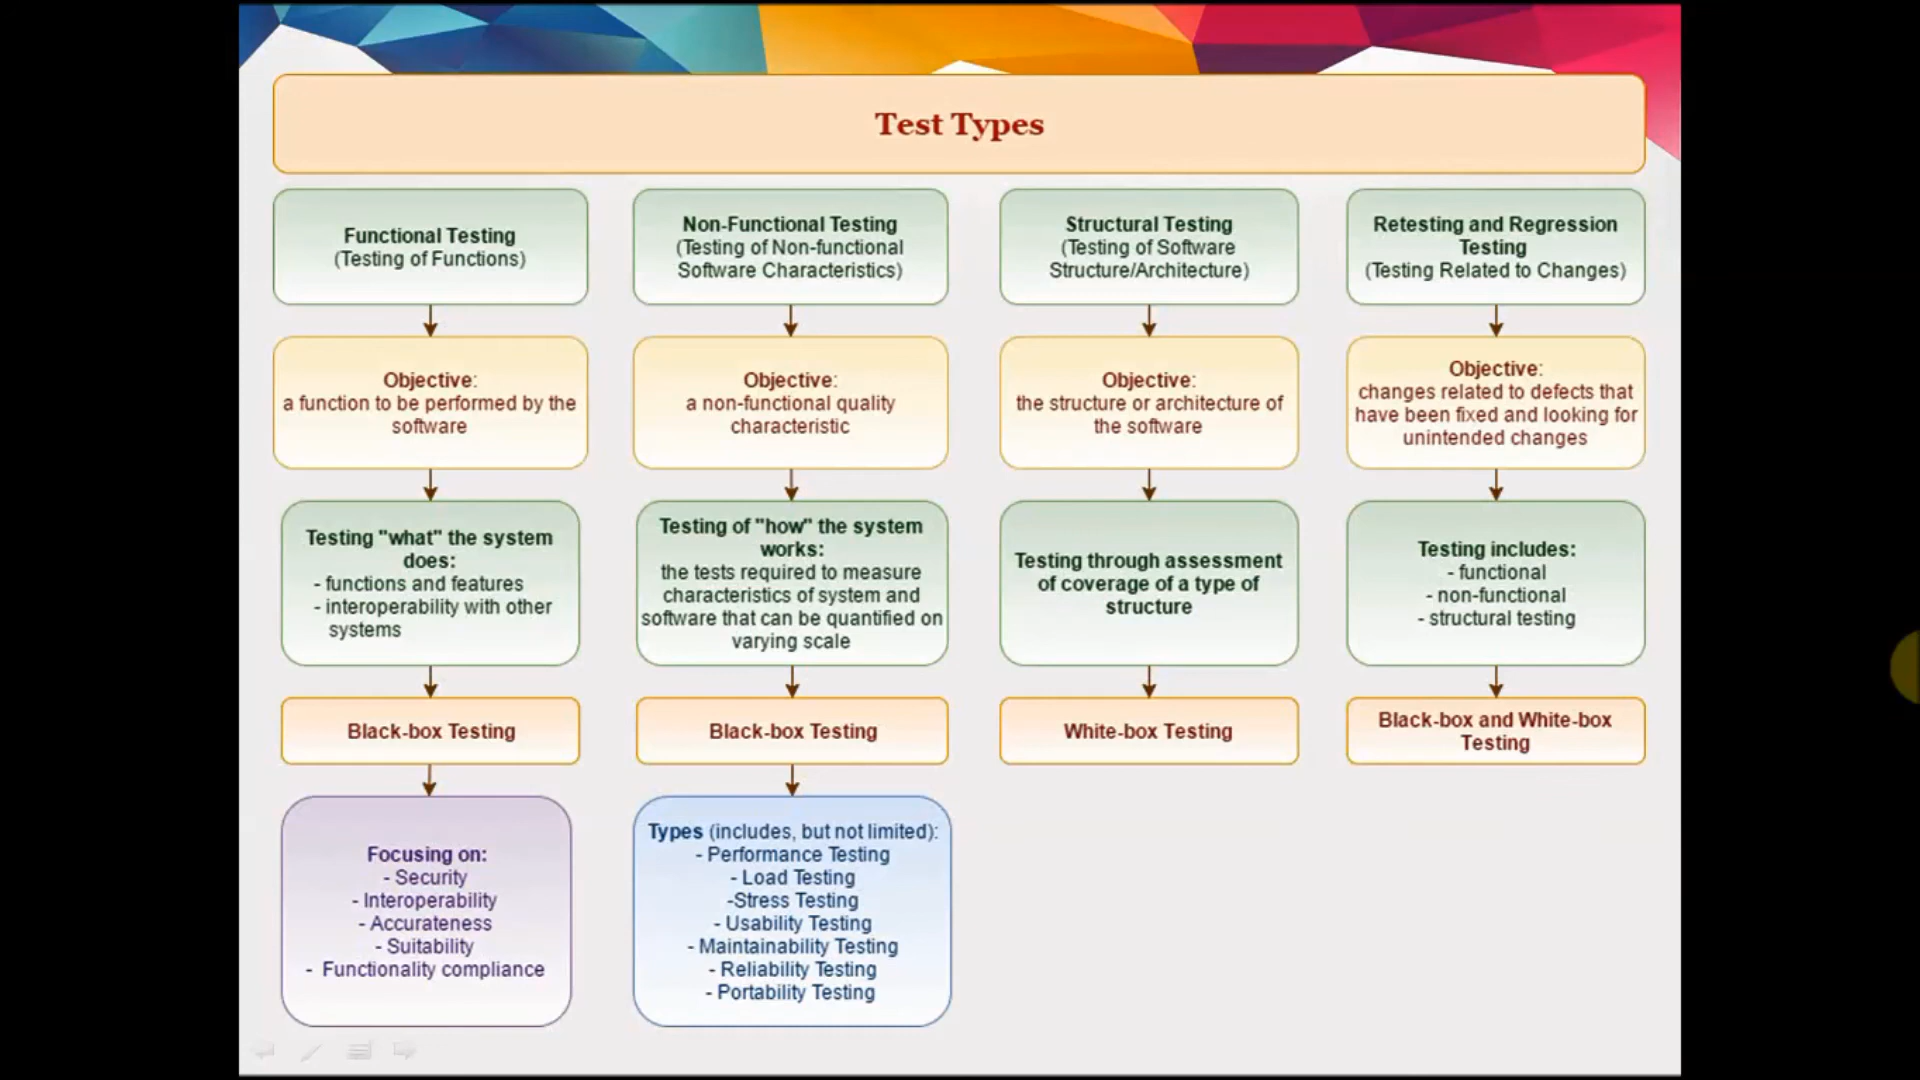 Test Types
Functional Testing
(Testing of Functions)
Objective:
a function to be performed by the
software
Testing "what" the system
does:
- functions and features
- interoperability with other
systems
Black-box Testing
Focusing on:
- Security
- Interoperability
- Accurateness
- Suitability
- Functionality compliance
Non-Functional Testing
(Testing of Non-functional
Software Characteristics)
Objective:
a non-functional quality
characteristic
Testing of "how" the system
works:
the tests required to measure
characteristics of system and
software that can be quantified on
varying scale
Black-box Testing
Types (includes, but not limited):
- Performance Testing
- Load Testing
-Stress Testing
- Usability Testing
- Maintainability Testing
- Reliability Testing
- Portability Testing
Structural Testing
(Testing of Software
Structure/Architecture)
Objective:
the structure or architecture of
the software
Testing through assessment
of coverage of a type of
structure
White-box Testing
Retesting and Regression
Testing
(Testing Related to Changes)
Objective:
changes related to defects that
have been fixed and looking for
unintended changes
Testing includes:
- functional
- non-functional
- structural testing
Black-box and White-box
Testing